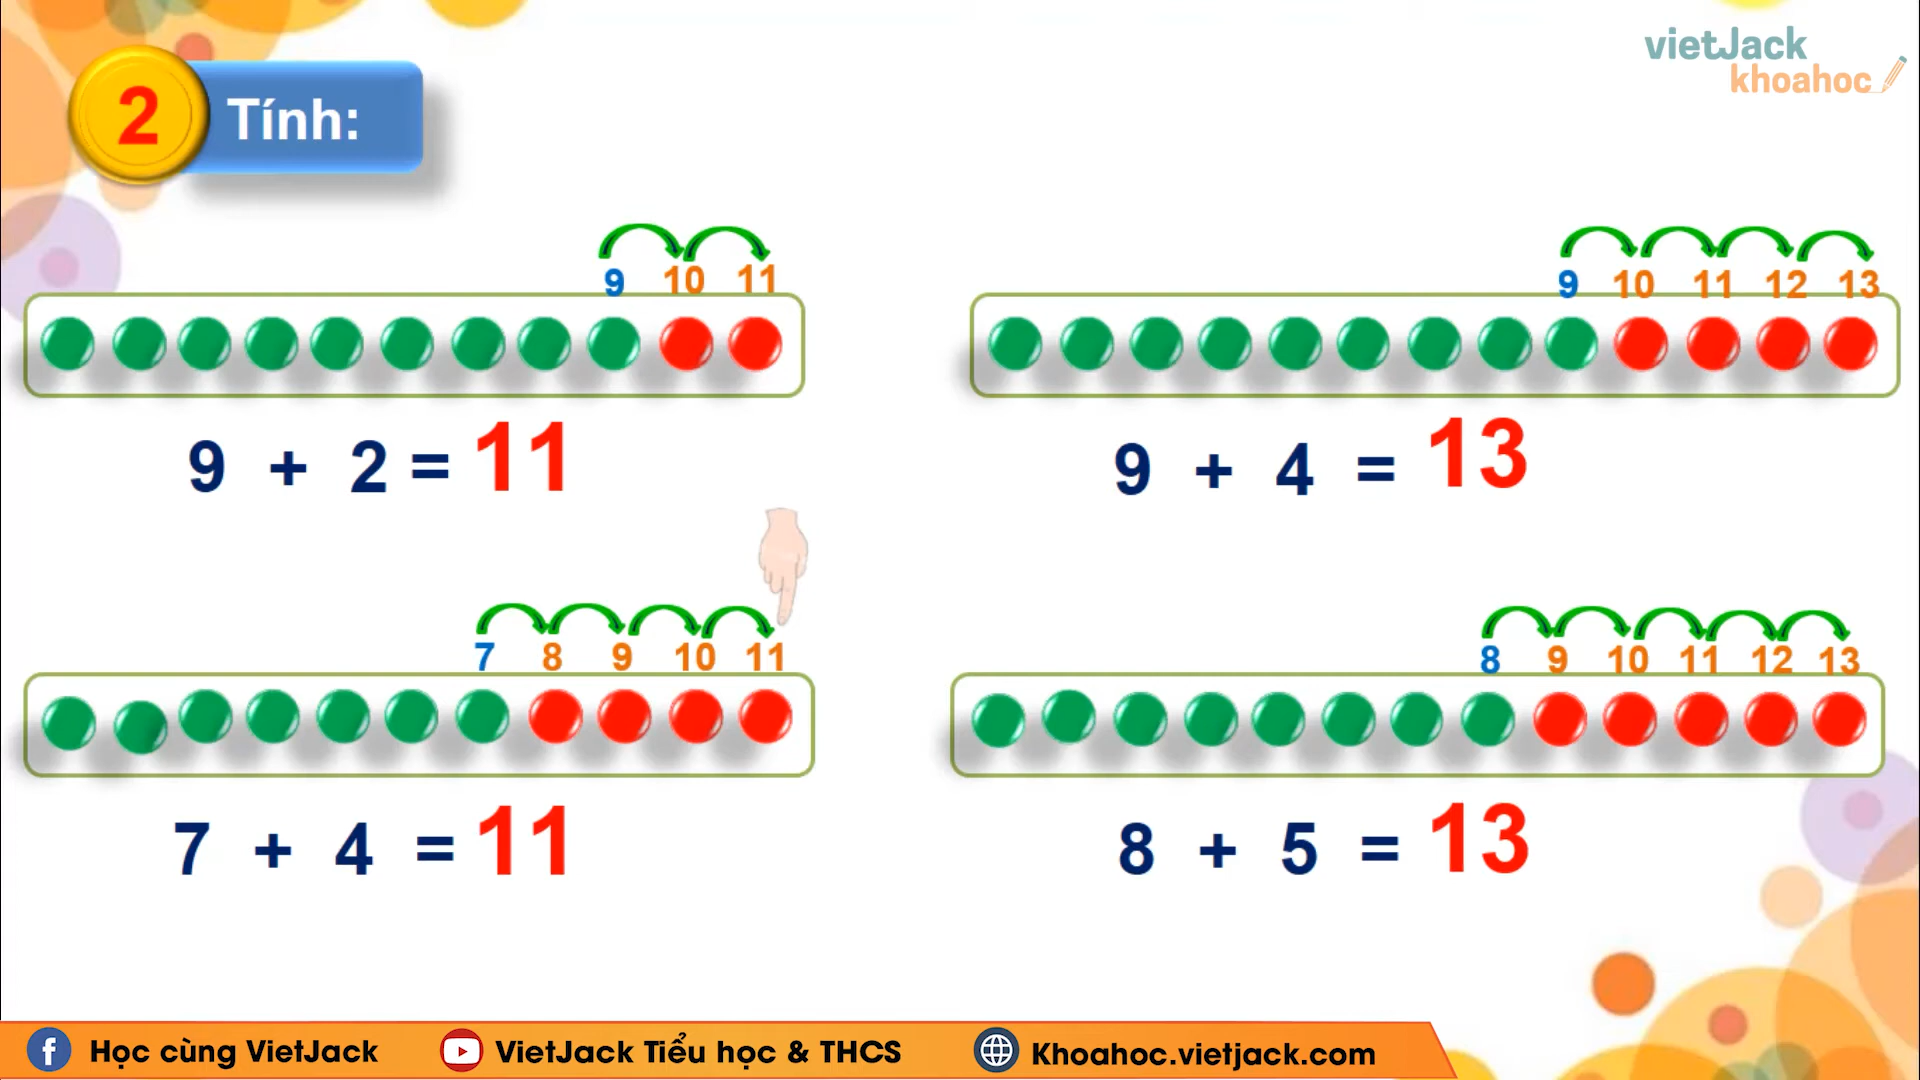 vietJack
khoahoc
2 Tính:
9 10 11
9 + 2 = 11
9 10 11 12 13
9 + 4 = 13
7 8 9 10 11
7 + 4 = 11
8 9 10 11 12 13
8 + 5 = 13
Học cùng VietJack
VietJack Tiểu học & THCS
Khoahoc.vietjack.com